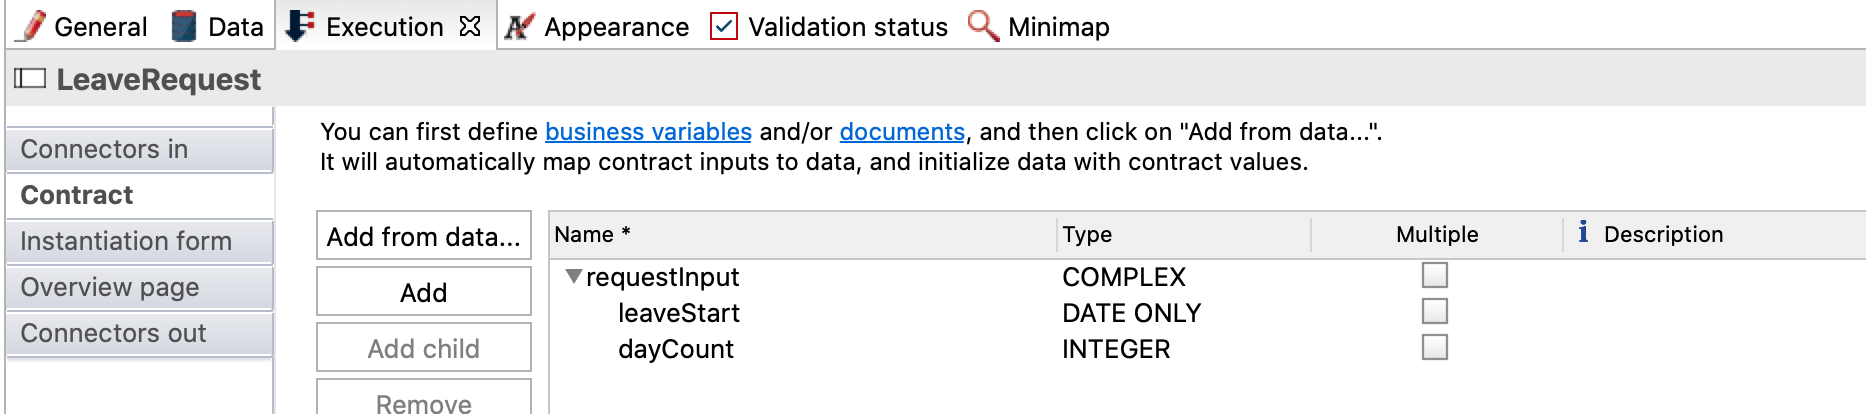 General Data Execution Appearance Validation status Minimap
LeaveRequest
You can first define business variables and/or documents, and then click on "Add from data...".
It will automatically map contract inputs to data, and initialize data with contract values.
Connectors in
Contract
Instantiation form
Overview page
Connectors out
Add from data...
Add
Add child
Remove
Name * Type Multiple i Description
requestInput COMPLEX
leaveStart DATE ONLY
dayCount INTEGER